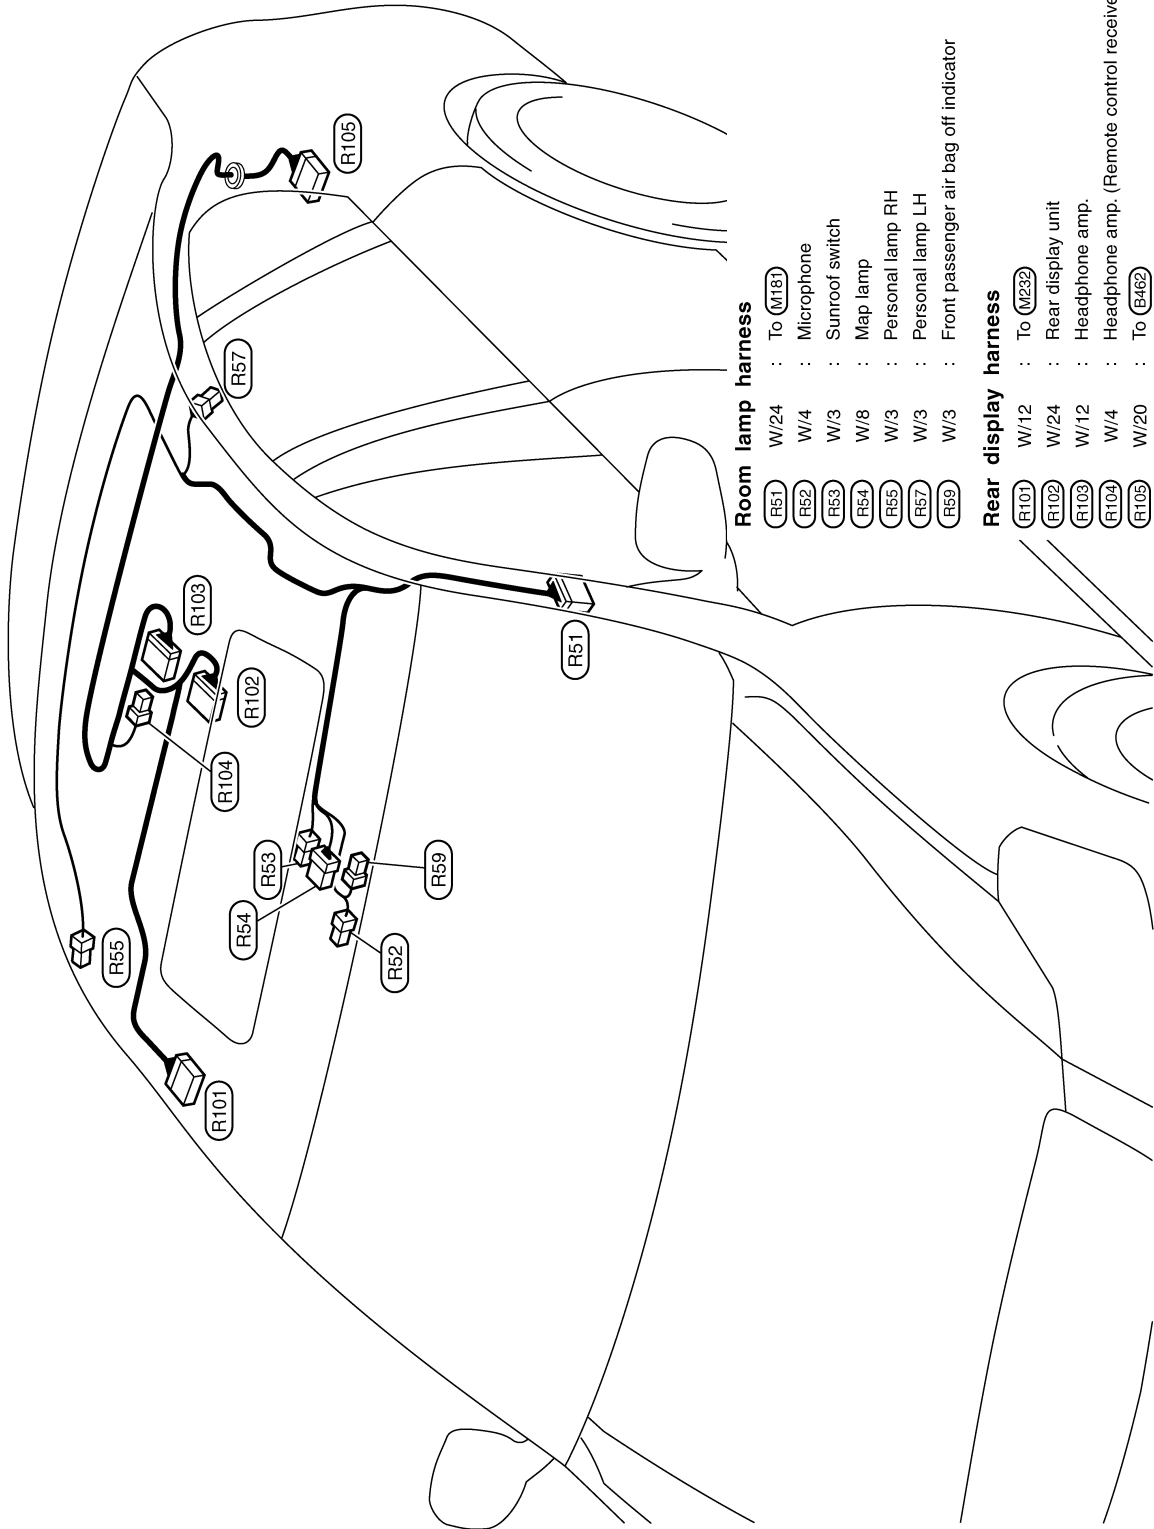 Room lamp harness
R51 W/24 : To M181
R52 W/4 : Microphone
R53 W/3 : Sunroof switch
R54 W/8 : Map lamp
R55 W/3 : Personal lamp RH
R57 W/3 : Personal lamp LH
R59 W/3 : Front passenger air bag off indicator
Rear display harness
R101 W/12 : To M232
R102 W/24 : Rear display unit
R103 W/12 : Headphone amp.
R104 W/4 : Headphone amp. (Remote control receive
R105 W/20 : To B462
R55
R101
R104
R102
R103
R57
R105
R54
R53
R52
R59
R51